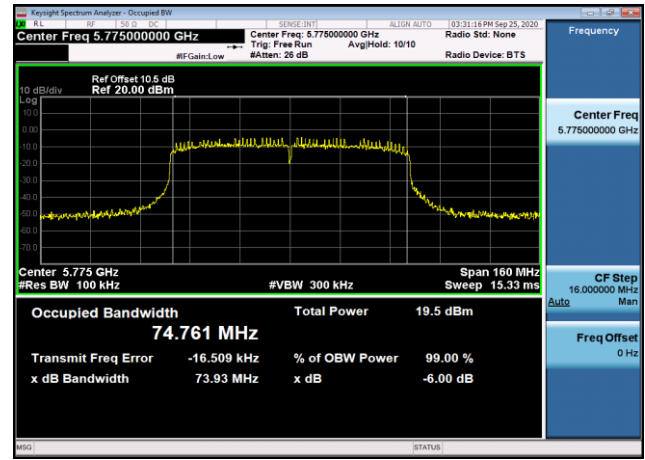 Keysight Spectrum Analyzer - Occupied BW
RL RF 50 Ω DC SENSE:INT ALIGN AUTO 03:31:16 PM Sep 25, 2020
Center Freq 5.775000000 GHz
#IFGain:Low
Center Freq: 5.775000000 GHz
Trig: Free Run Avg|Hold: 10/10
#Atten: 26 dB
Radio Std: None
Radio Device: BTS
Frequency
Ref Offset 10.5 dB
10 dB/div Ref 20.00 dBm
Log
10.0
0.00
-10.0
-20.0
-30.0
-40.0
-50.0
-60.0
-70.0
Center Freq
5.775000000 GHz
Center 5.775 GHz Span 160 MHz
#Res BW 100 kHz #VBW 300 kHz Sweep 15.33 ms
CF Step
16.000000 MHz
Auto Man
Occupied Bandwidth Total Power 19.5 dBm
74.761 MHz
Transmit Freq Error -16.509 kHz % of OBW Power 99.00 %
x dB Bandwidth 73.93 MHz x dB -6.00 dB
Freq Offset
0 Hz
MSG STATUS